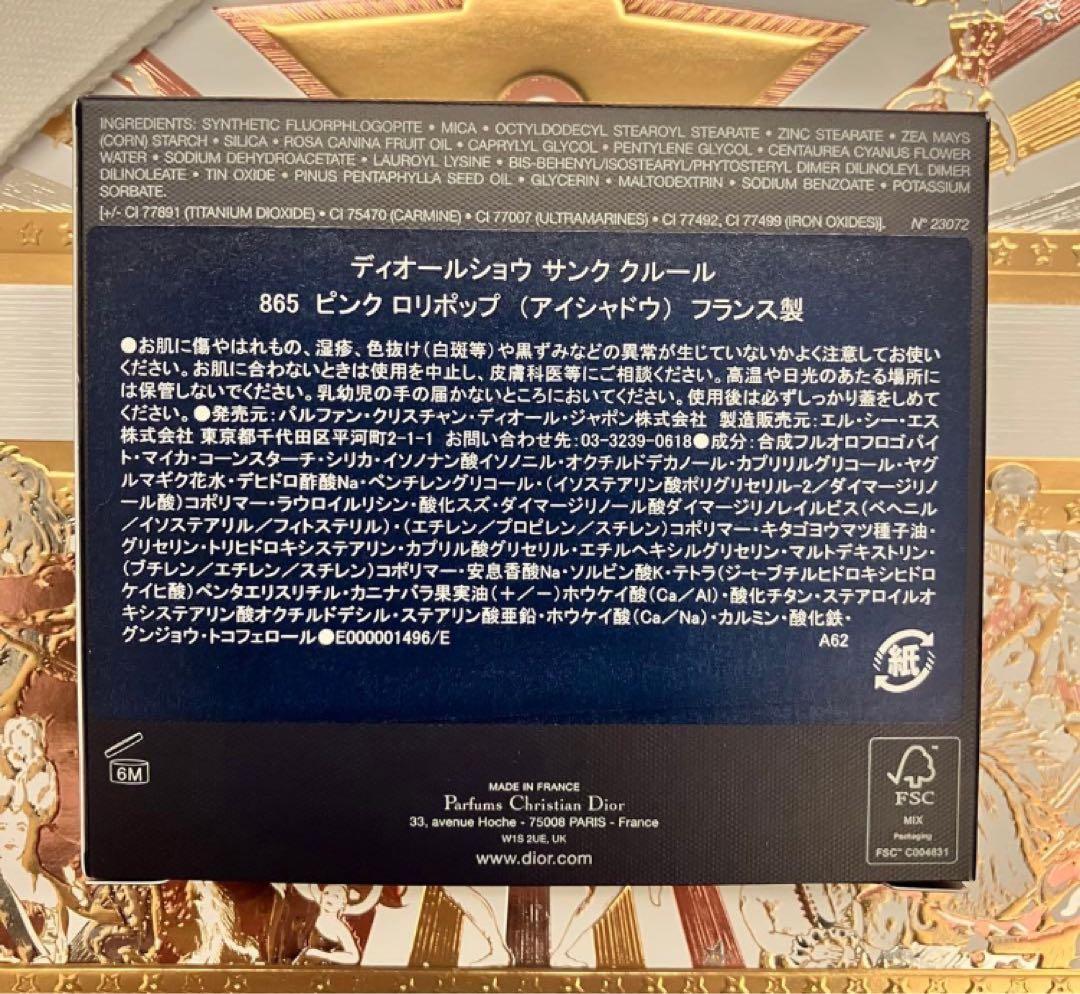 INGREDIENTS: SYNTHETIC FLUORPHLOGOPITE • MICA • OCTYLDODECYL STEAROYL STEARATE • ZINC STEARATE • ZEA MAYS
(CORN) STARCH • SILICA • ROSA CANINA FRUIT OIL • CAPRYLYL GLYCOL • PENTYLENE GLYCOL • CENTAUREA CYANUS FLOWER
WATER • SODIUM DEHYDROACETATE • LAUROYL LYSINE • BIS-BEHENYL/ISOSTEARYL/PHYTOSTERYL DIMER DILINOLEYL DIMER
DILINOLEATE • TIN OXIDE • PINUS PENTAPHYLLA SEED OIL • GLYCERIN • MALTODEXTRIN • SODIUM BENZOATE • POTASSIUM
SORBATE.
[+/- CI 77891 (TITANIUM DIOXIDE) • CI 75470 (CARMINE) • CI 77007 (ULTRAMARINES) • CI 77492, CI 77499 (IRON OXIDES)]. N° 23072
ディオールショウ サンク クルール
865 ピンク ロリポップ (アイシャドウ) フランス製
●お肌に傷やはれもの、湿疹、色抜け(白斑等)や黒ずみなどの異常が生じていないかよく注意してお使い
ください。お肌に合わないときは使用を中止し、皮膚科医等にご相談ください。高温や日光のあたる場所に
は保管しないでください。乳幼児の手の届かないところにおいてください。使用後は必ずしっかり蓋をしめて
ください。●発売元:パルファン・クリスチャン・ディオール・ジャポン株式会社 製造販売元:エル・シー・エス
株式会社 東京都千代田区平河町2-1-1 お問い合わせ先:03-3239-0618●成分:合成フルオロフロゴパイ
ト・マイカ・コーンスターチ・シリカ・イソノナン酸イソノニル・オクチルドデカノール・カプリリルグリコール・ヤグ
ルマギク花水・デヒドロ酢酸Na・ペンチレングリコール・(イソステアリン酸ポリグリセリル-2/ダイマージリノ
ール酸)コポリマー・ラウロイルリシン・酸化スズ・ダイマージリノール酸ダイマージリノレイルビス(ベヘニル
/イソステアリル/フィトステリル)・(エチレン/プロピレン/スチレン)コポリマー・キタゴヨウマツ種子油・
グリセリン・トリヒドロキシステアリン・カプリル酸グリセリル・エチルヘキシルグリセリン・マルトデキストリン・
(ブチレン/エチレン/スチレン)コポリマー・安息香酸Na・ソルビン酸K・テトラ(ジ-t-ブチルヒドロキシヒドロ
ケイヒ酸)ペンタエリスリチル・カニナバラ果実油(+/−)ホウケイ酸(Ca/Al)・酸化チタン・ステアロイルオ
キシステアリン酸オクチルドデシル・ステアリン酸亜鉛・ホウケイ酸(Ca/Na)・カルミン・酸化鉄・
グンジョウ・トコフェロール●E000001496/E A62
紙
6M
MADE IN FRANCE
Parfums Christian Dior
33, avenue Hoche - 75008 PARIS - France
W1S 2UE, UK
www.dior.com
FSC
MIX
Packaging
FSC™ C004631